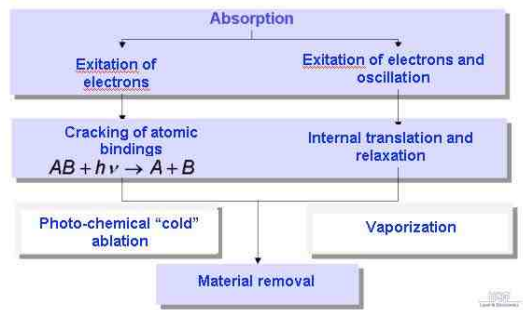 Absorption
Exitation of
electrons
Exitation of electrons and
oscillation
Cracking of atomic
bindings
AB + hν → A + B
Internal translation and
relaxation
Photo-chemical “cold”
ablation
Vaporization
Material removal